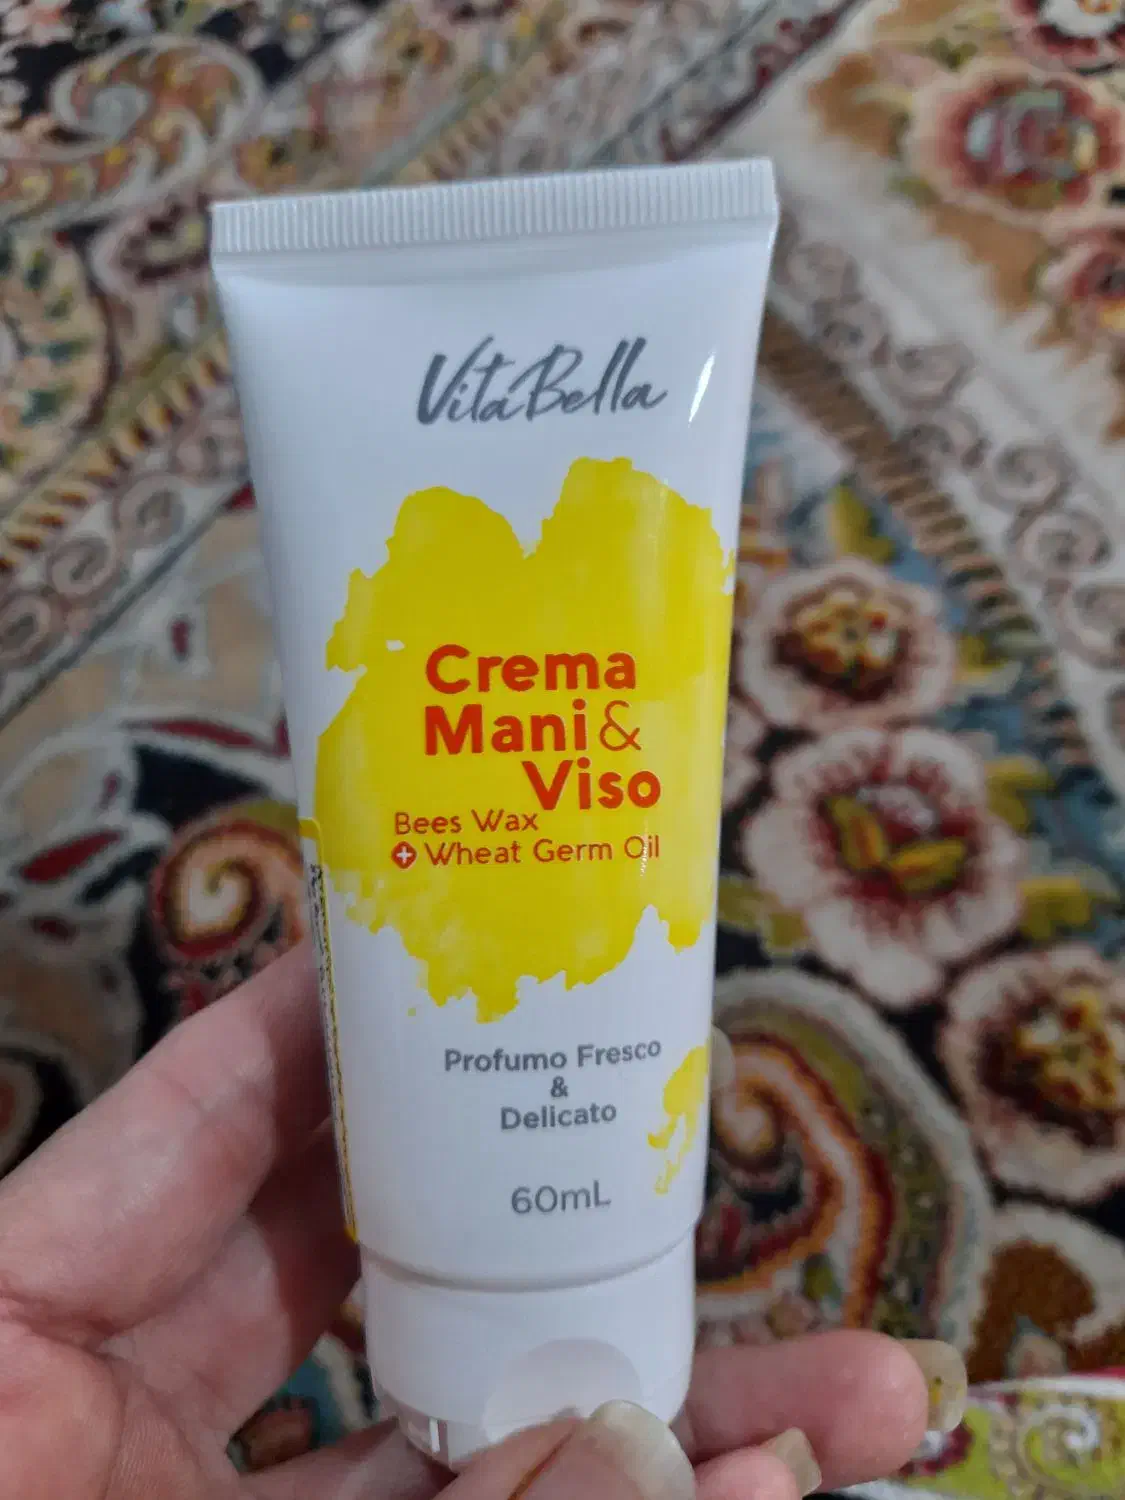 VitaBella
Crema
Mani &
Viso
Bees Wax
+ Wheat Germ Oil
Profumo Fresco
&
Delicato
60mL